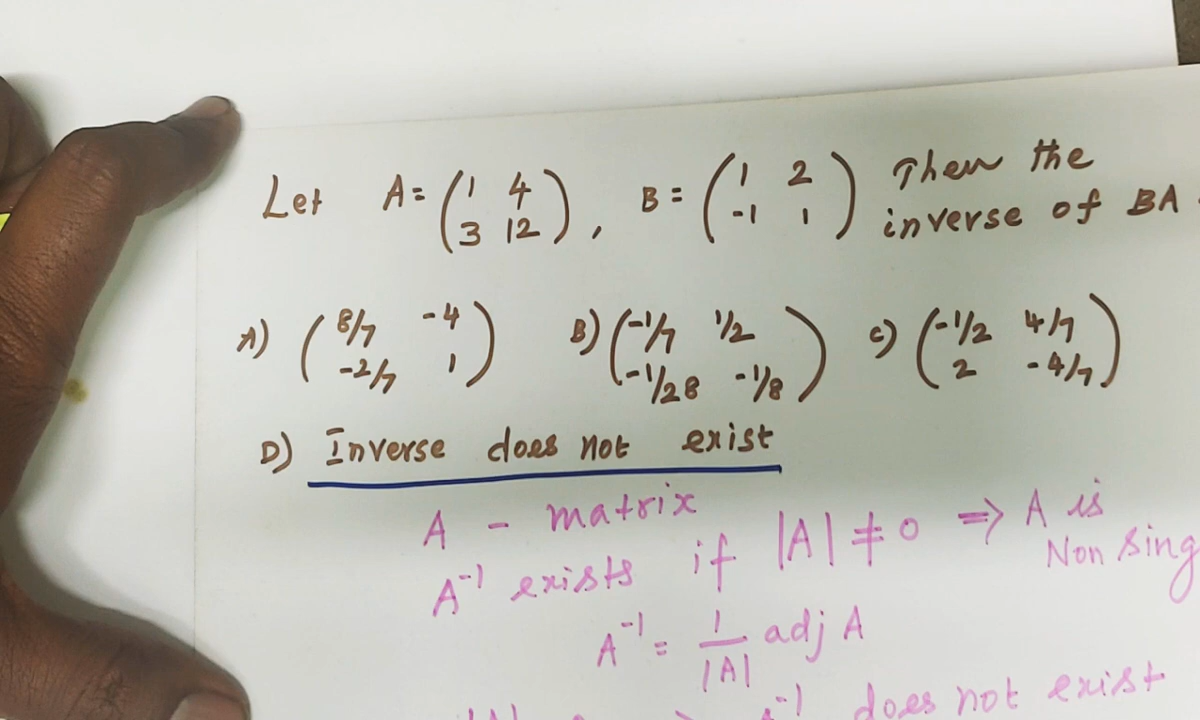 Let A = ( 1 4 ), B = ( 1 2 ) Then the
( 3 12 ) ( -1 1 ) inverse of BA
A) ( 8/7 -4 ) B) ( -1/7 1/2 ) c) ( -1/2 4/7 )
( -2/7 1 ) ( -1/28 -1/8 ) ( 2 -4/7 )
D) Inverse does not exist
A - matrix
A⁻¹ exists if |A| ≠ 0 => A is
Non sing
A⁻¹ = 1/|A| adj A
does not exist